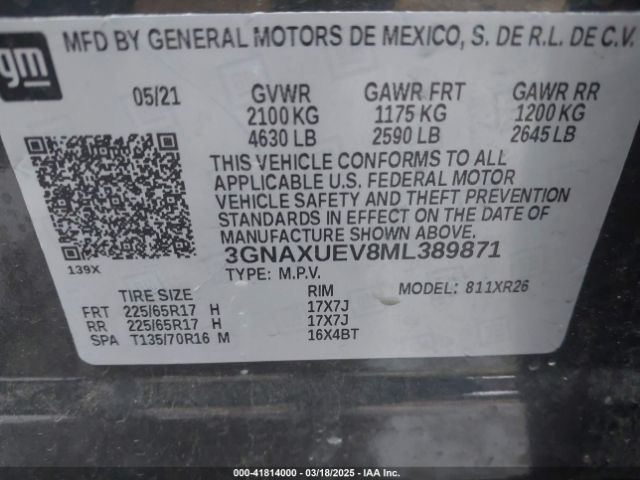 gm
MFD BY GENERAL MOTORS DE MEXICO, S. DE R.L. DE C.V.
05/21 GVWR GAWR FRT GAWR RR
2100 KG 1175 KG 1200 KG
4630 LB 2590 LB 2645 LB
THIS VEHICLE CONFORMS TO ALL
APPLICABLE U.S. FEDERAL MOTOR
VEHICLE SAFETY AND THEFT PREVENTION
STANDARDS IN EFFECT ON THE DATE OF
MANUFACTURE SHOWN ABOVE.
3GNAXUEV8ML389871
139X
TYPE: M.P.V. MODEL: 811XR26
TIRE SIZE RIM
FRT 225/65R17 H 17X7J
RR 225/65R17 H 17X7J
SPA T135/70R16 M 16X4BT
000-41814000 — 03/18/2025 — IAA Inc.